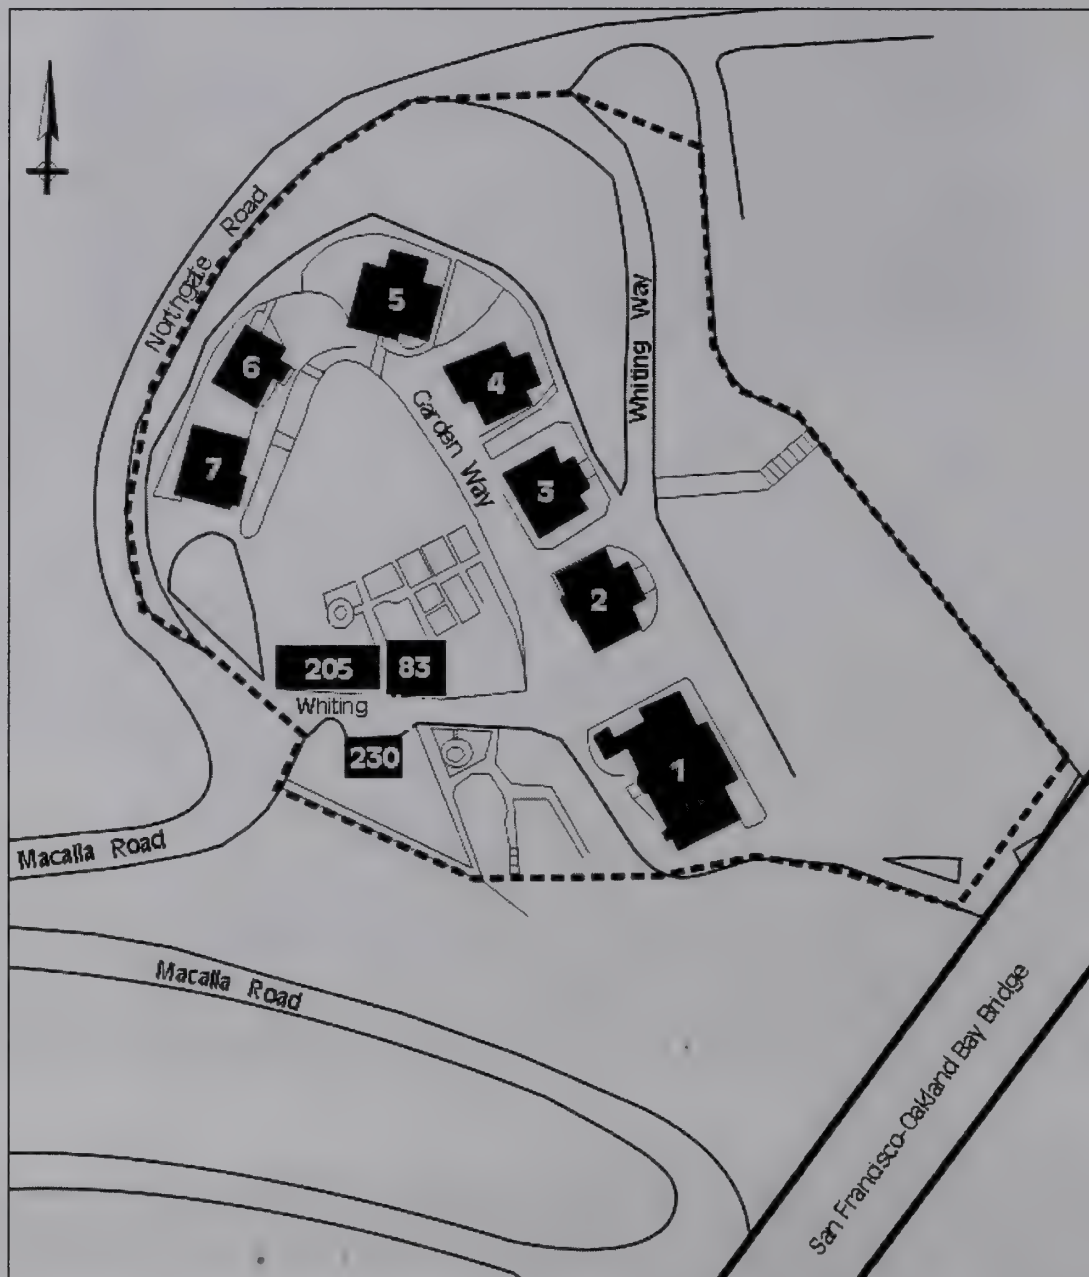 Northgate Road
5
6
4
Whiting Way
Garden Way
7
3
2
205
83
Whiting
230
1
Macalla Road
Macalla Road
San Francisco-Oakland Bay Bridge